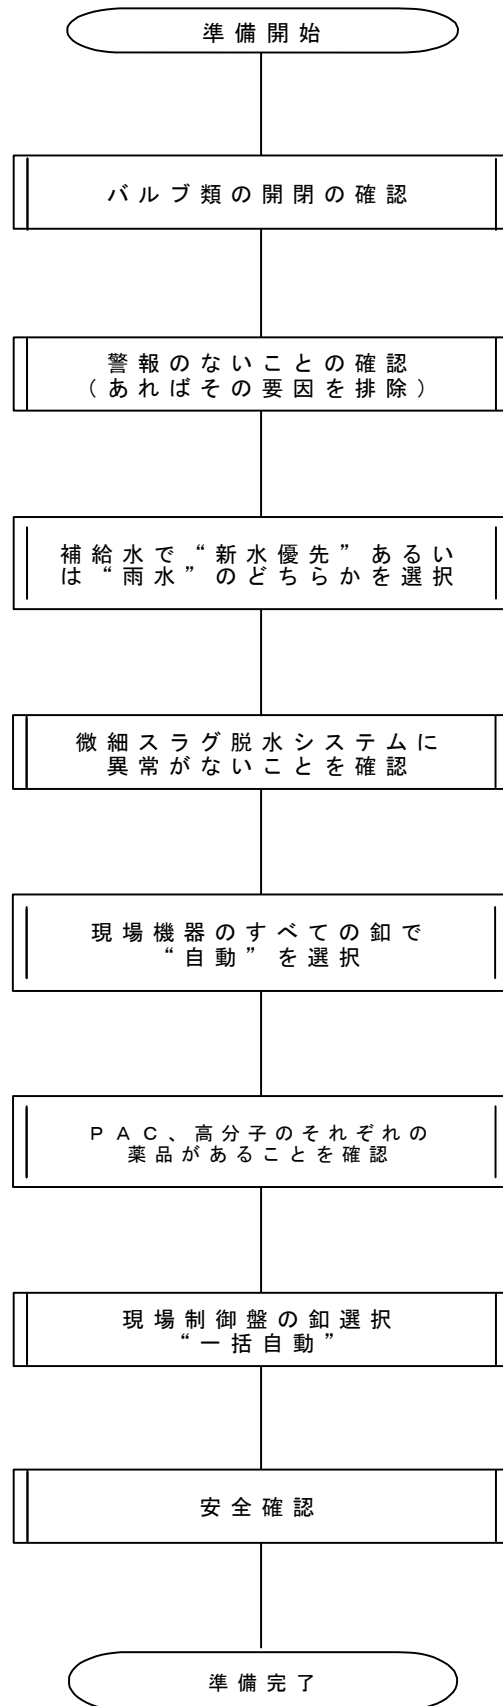 準備開始
バルブ類の開閉の確認
警報のないことの確認
(あればその要因を排除)
補給水で“新水優先”あるい
は“雨水”のどちらかを選択
微細スラグ脱水システムに
異常がないことを確認
現場機器のすべての釦で
“自動”を選択
PAC、高分子のそれぞれの
薬品があることを確認
現場制御盤の釦選択
“一括自動”
安全確認
準備完了